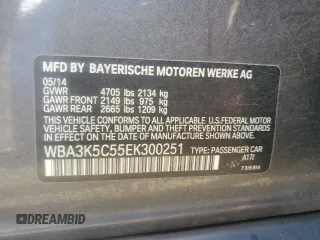 MFD BY BAYERISCHE MOTOREN WERKE AG
05/14
GVWR 4705 lbs 2134 kg
GAWR FRONT 2149 lbs 975 kg
GAWR REAR 2665 lbs 1209 kg
THIS VEHICLE CONFORMS TO ALL APPLICABLE
U.S.FEDERAL MOTOR VEHICLE SAFETY, BUMPER,
AND THEFT PREVENTION STANDARDS IN EFFECT ON
THE DATE OF MANUFACTURE SHOWN ABOVE.
WBA3K5C55EK300251 TYPE: PASSENGER CAR
A17I
DREAMBID